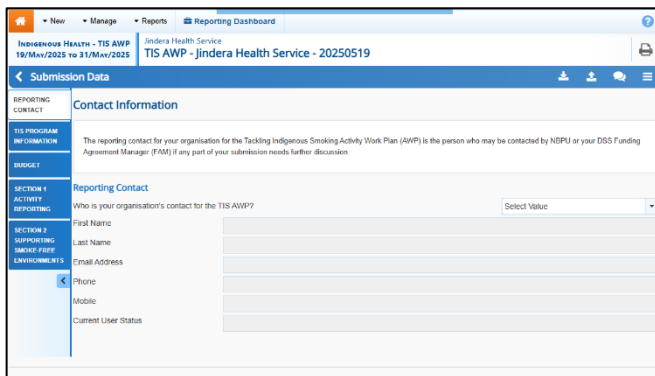 New Manage Reports Reporting Dashboard
Indigenous Health - TIS AWP
19/May/2025 to 31/May/2025
Jindera Health Service
TIS AWP - Jindera Health Service - 20250519
Submission Data
REPORTING
CONTACT
TIS PROGRAM
INFORMATION
BUDGET
SECTION 1
ACTIVITY
REPORTING
SECTION 2
SUPPORTING
SMOKE-FREE
ENVIRONMENTS
Contact Information
The reporting contact for your organisation for the Tackling Indigenous Smoking Activity Work Plan (AWP) is the person who may be contacted by NBPU or your DSS Funding
Agreement Manager (FAM) if any part of your submission needs further discussion.
Reporting Contact
Who is your organisation's contact for the TIS AWP? Select Value
First Name
Last Name
Email Address
Phone
Mobile
Current User Status